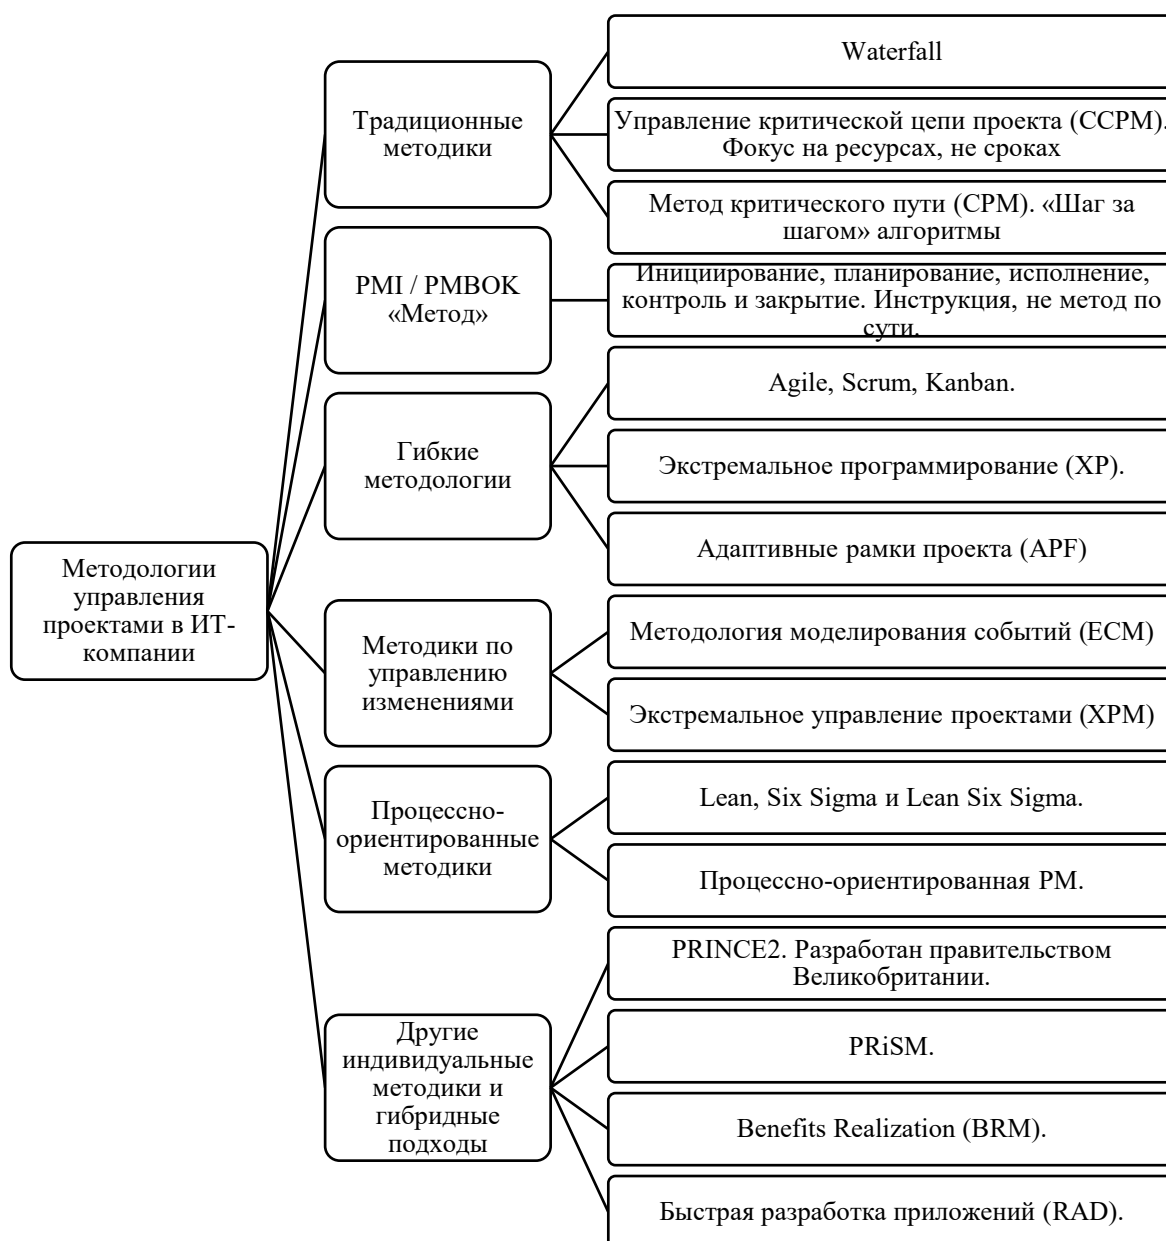 Методологии
управления
проектами в ИТ-
компании
Традиционные
методики
Waterfall
Управление критической цепи проекта (CCPM).
Фокус на ресурсах, не сроках
Метод критического пути (CPM). «Шаг за
шагом» алгоритмы
PMI / PMBOK
«Метод»
Инициирование, планирование, исполнение,
контроль и закрытие. Инструкция, не метод по
сути.
Гибкие
методологии
Agile, Scrum, Kanban.
Экстремальное программирование (XP).
Адаптивные рамки проекта (APF)
Методики по
управлению
изменениями
Методология моделирования событий (ECM)
Экстремальное управление проектами (XPM)
Процессно-
ориентированные
методики
Lean, Six Sigma и Lean Six Sigma.
Процессно-ориентированная PM.
Другие
индивидуальные
методики и
гибридные
подходы
PRINCE2. Разработан правительством
Великобритании.
PRiSM.
Benefits Realization (BRM).
Быстрая разработка приложений (RAD).